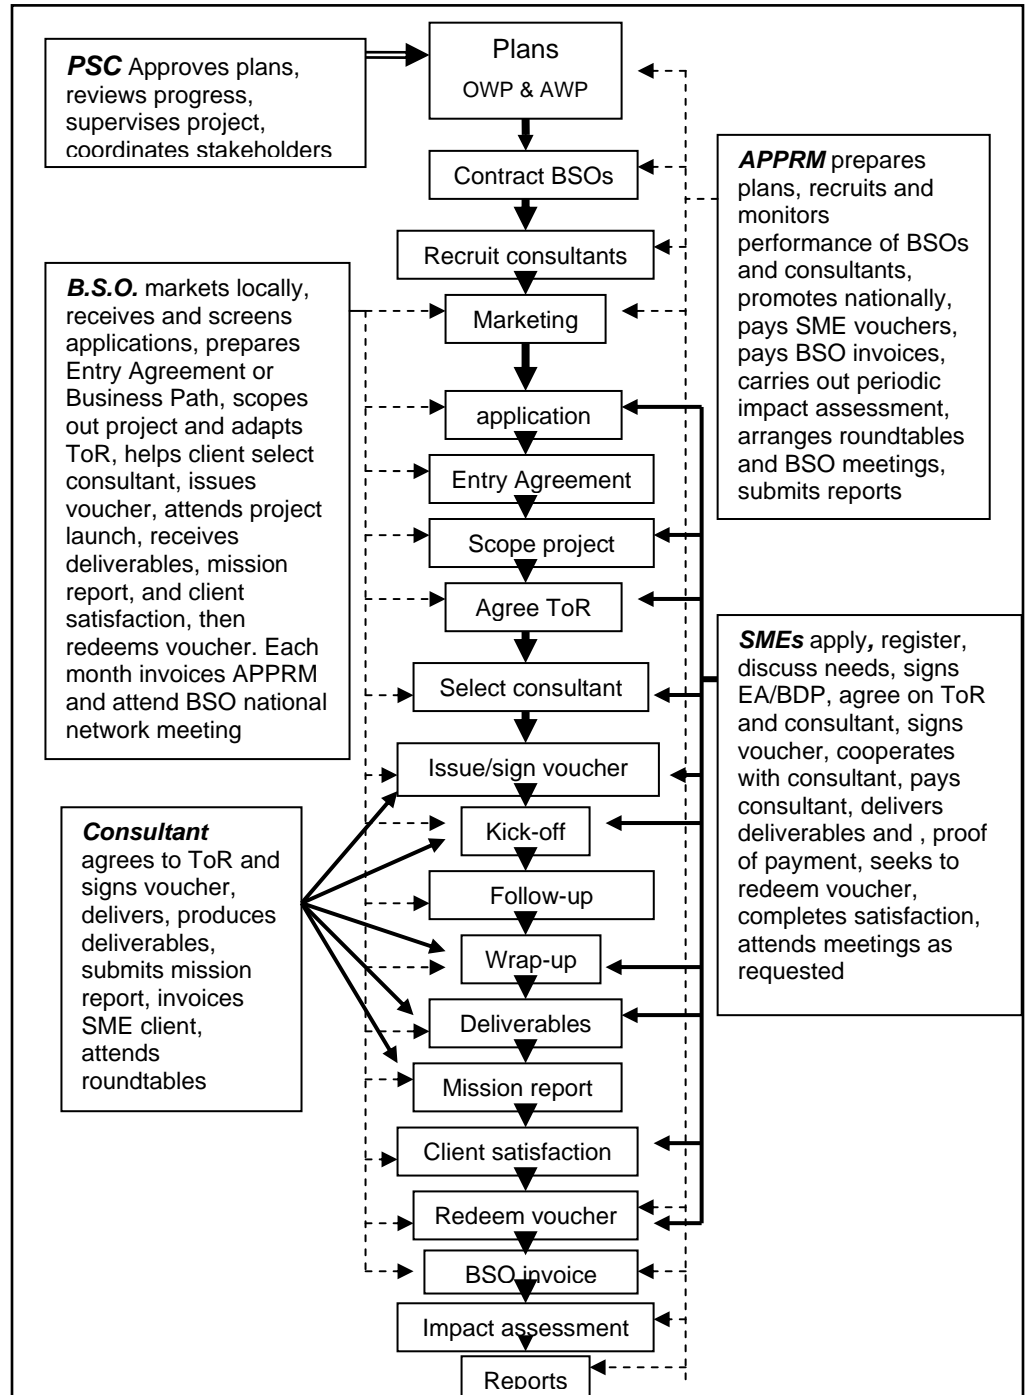 PSC Approves plans,
reviews progress,
supervises project,
coordinates stakeholders
Plans
OWP & AWP
Contract BSOs
Recruit consultants
Marketing
application
Entry Agreement
Scope project
Agree ToR
Select consultant
Issue/sign voucher
Kick-off
Follow-up
Wrap-up
Deliverables
Mission report
Client satisfaction
Redeem voucher
BSO invoice
Impact assessment
Reports
B.S.O. markets locally,
receives and screens
applications, prepares
Entry Agreement or
Business Path, scopes
out project and adapts
ToR, helps client select
consultant, issues
voucher, attends project
launch, receives
deliverables, mission
report, and client
satisfaction, then
redeems voucher. Each
month invoices APPRM
and attend BSO national
network meeting
Consultant
agrees to ToR and
signs voucher,
delivers, produces
deliverables,
submits mission
report, invoices
SME client,
attends
roundtables
APPRM prepares
plans, recruits and
monitors
performance of BSOs
and consultants,
promotes nationally,
pays SME vouchers,
pays BSO invoices,
carries out periodic
impact assessment,
arranges roundtables
and BSO meetings,
submits reports
SMEs apply, register,
discuss needs, signs
EA/BDP, agree on ToR
and consultant, signs
voucher, cooperates
with consultant, pays
consultant, delivers
deliverables and , proof
of payment, seeks to
redeem voucher,
completes satisfaction,
attends meetings as
requested